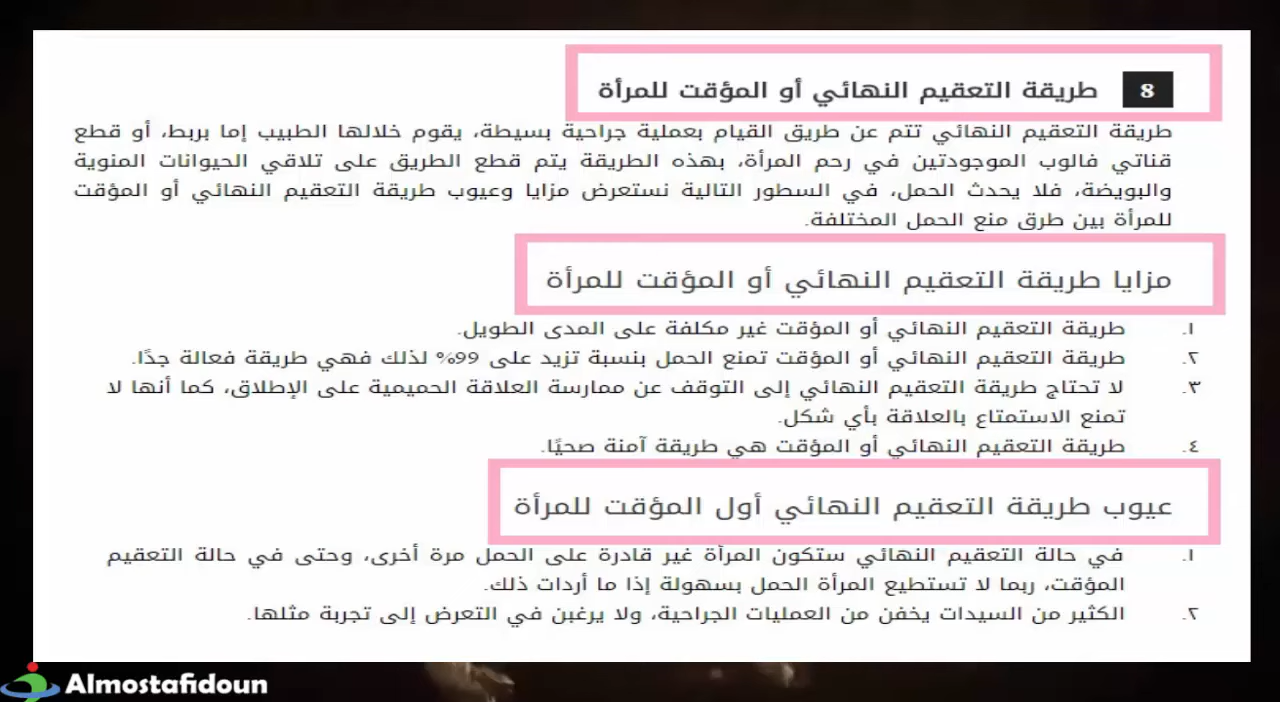 8 طريقة التعقيم النهائي أو المؤقت للمرأة
طريقة التعقيم النهائي تتم عن طريق القيام بعملية جراحية بسيطة، يقوم خلالها الطبيب إما بربط، أو قطع
قناتي فالوب الموجودتين في رحم المرأة، بهذه الطريقة يتم قطع الطريق على تلاقي الحيوانات المنوية
والبويضة، فلا يحدث الحمل، في السطور التالية نستعرض مزايا وعيوب طريقة التعقيم النهائي أو المؤقت
للمرأة بين طرق منع الحمل المختلفة.
مزايا طريقة التعقيم النهائي أو المؤقت للمرأة
١. طريقة التعقيم النهائي أو المؤقت غير مكلفة على المدى الطويل.
٢. طريقة التعقيم النهائي أو المؤقت تمنع الحمل بنسبة تزيد على 99% لذلك فهي طريقة فعالة جدًا.
٣. لا تحتاج طريقة التعقيم النهائي إلى التوقف عن ممارسة العلاقة الحميمية على الإطلاق، كما أنها لا
تمنع الاستمتاع بالعلاقة بأي شكل.
٤. طريقة التعقيم النهائي أو المؤقت هي طريقة آمنة صحيًا.
عيوب طريقة التعقيم النهائي أول المؤقت للمرأة
١. في حالة التعقيم النهائي ستكون المرأة غير قادرة على الحمل مرة أخرى، وحتى في حالة التعقيم
المؤقت، ربما لا تستطيع المرأة الحمل بسهولة إذا ما أردات ذلك.
٢. الكثير من السيدات يخفن من العمليات الجراحية، ولا يرغبن في التعرض إلى تجربة مثلها.
Almostafidoun